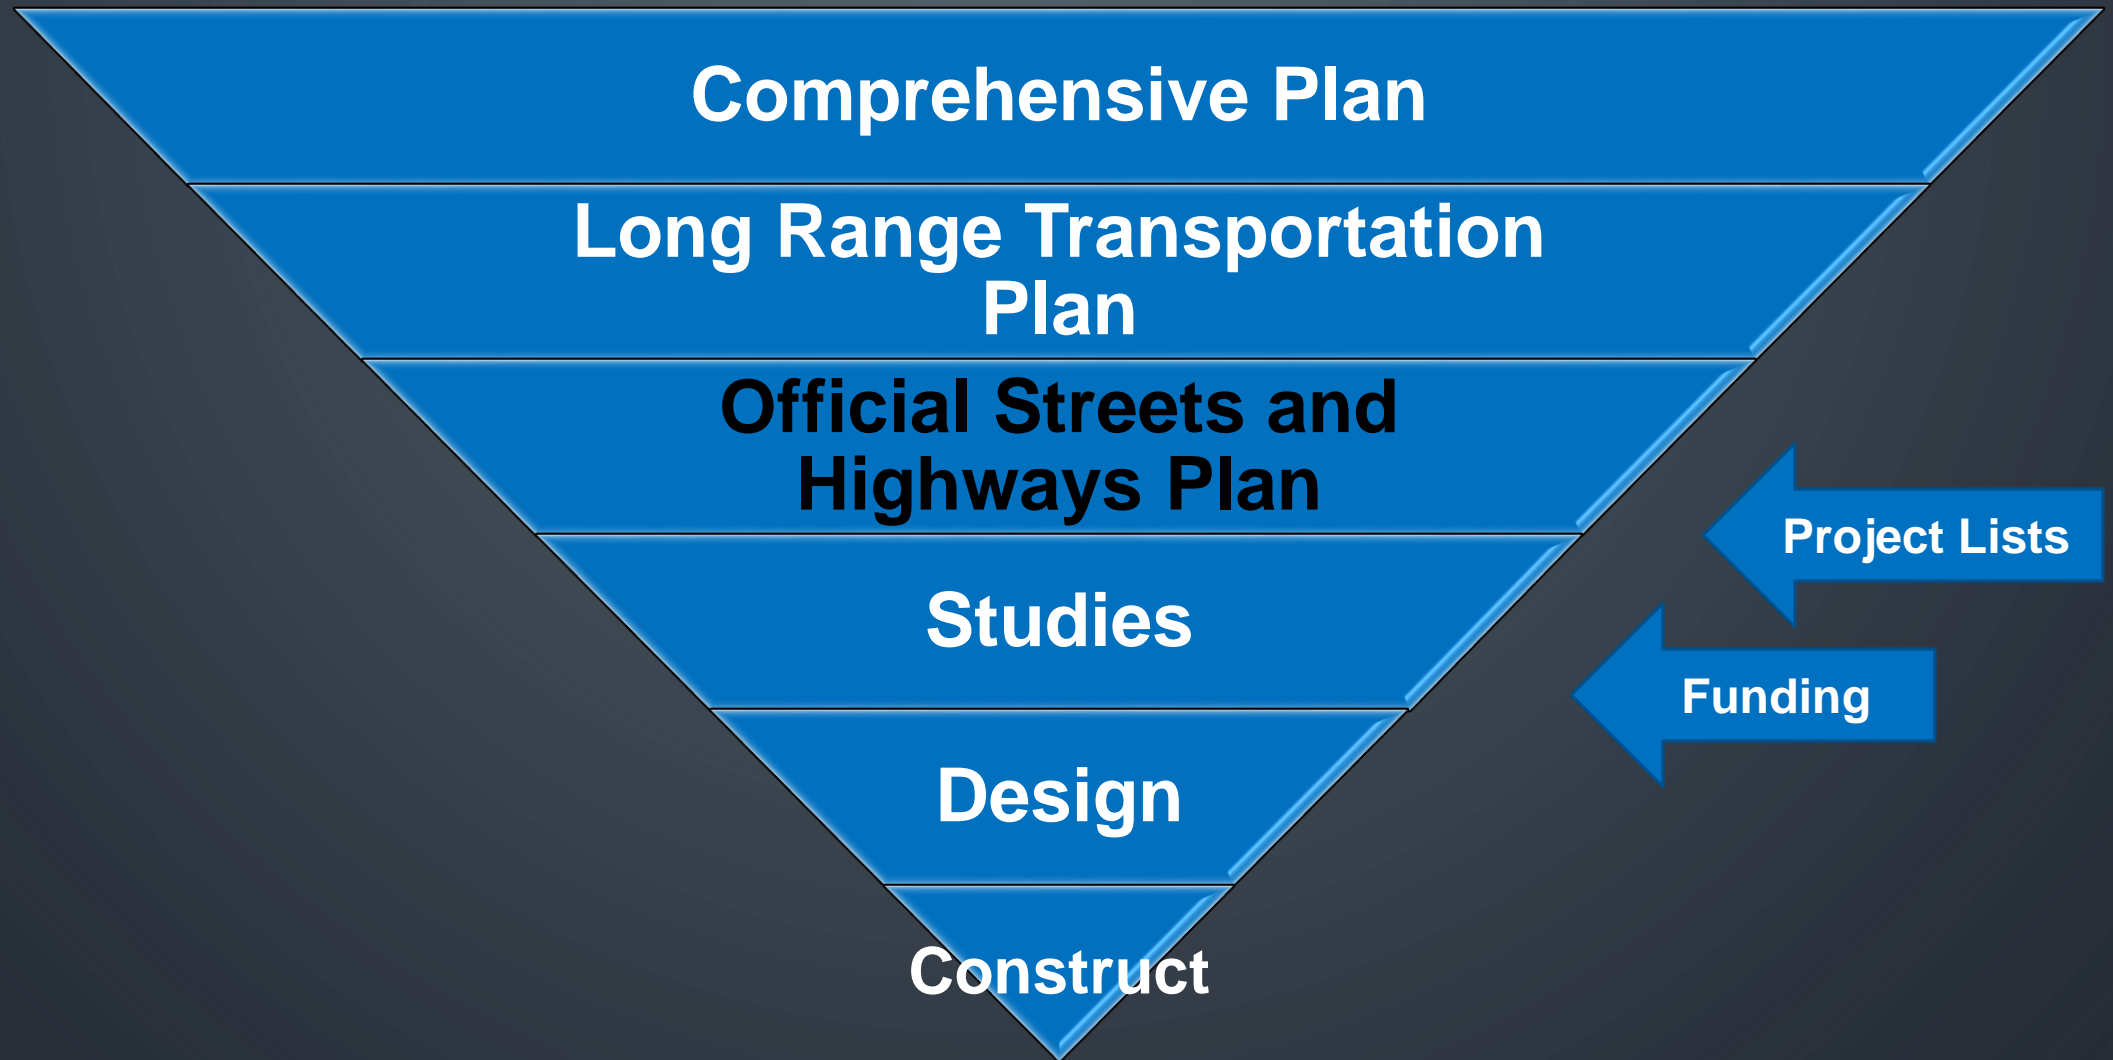 Comprehensive Plan
Long Range Transportation
Plan
Official Streets and
Highways Plan
Project Lists
Studies
Funding
Design
Construct